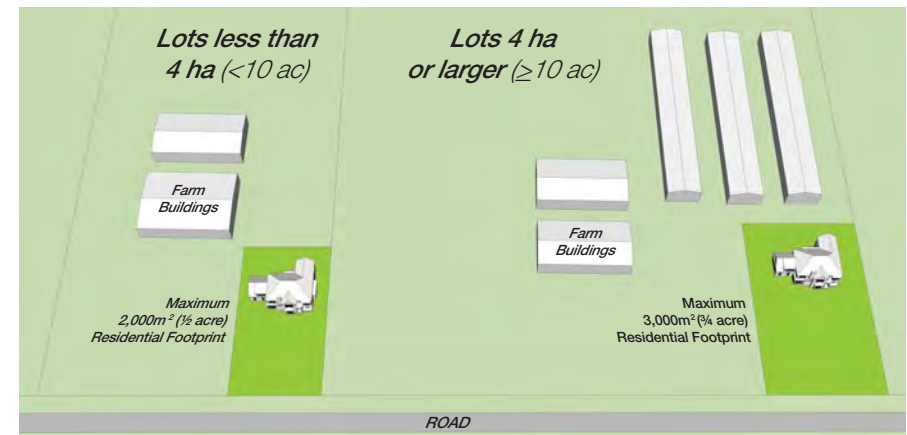 Lots less than
4 ha (<10 ac)
Lots 4 ha
or larger (≥10 ac)
Farm
Buildings
Farm
Buildings
Maximum
2,000m² (½ acre)
Residential Footprint
Maximum
3,000m² (¾ acre)
Residential Footprint
ROAD